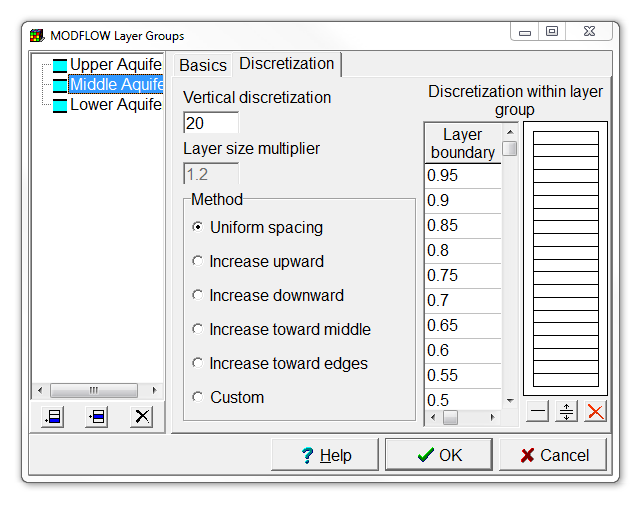 MODFLOW Layer Groups
Upper Aquife
Middle Aquife
Lower Aquife
Basics
Discretization
Vertical discretization
20
Layer size multiplier
1.2
Method
Uniform spacing
Increase upward
Increase downward
Increase toward middle
Increase toward edges
Custom
Discretization within layer
group
Layer
boundary
0.95
0.9
0.85
0.8
0.75
0.7
0.65
0.6
0.55
0.5
? Help
OK
Cancel